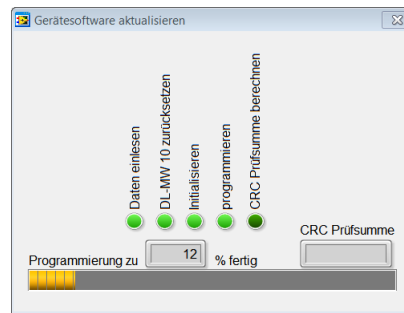 Gerätesoftware aktualisieren
Daten einlesen
DL-MW 10 zurücksetzen
Initialisieren
programmieren
CRC Prüfsumme berechnen
CRC Prüfsumme
Programmierung zu 12 % fertig